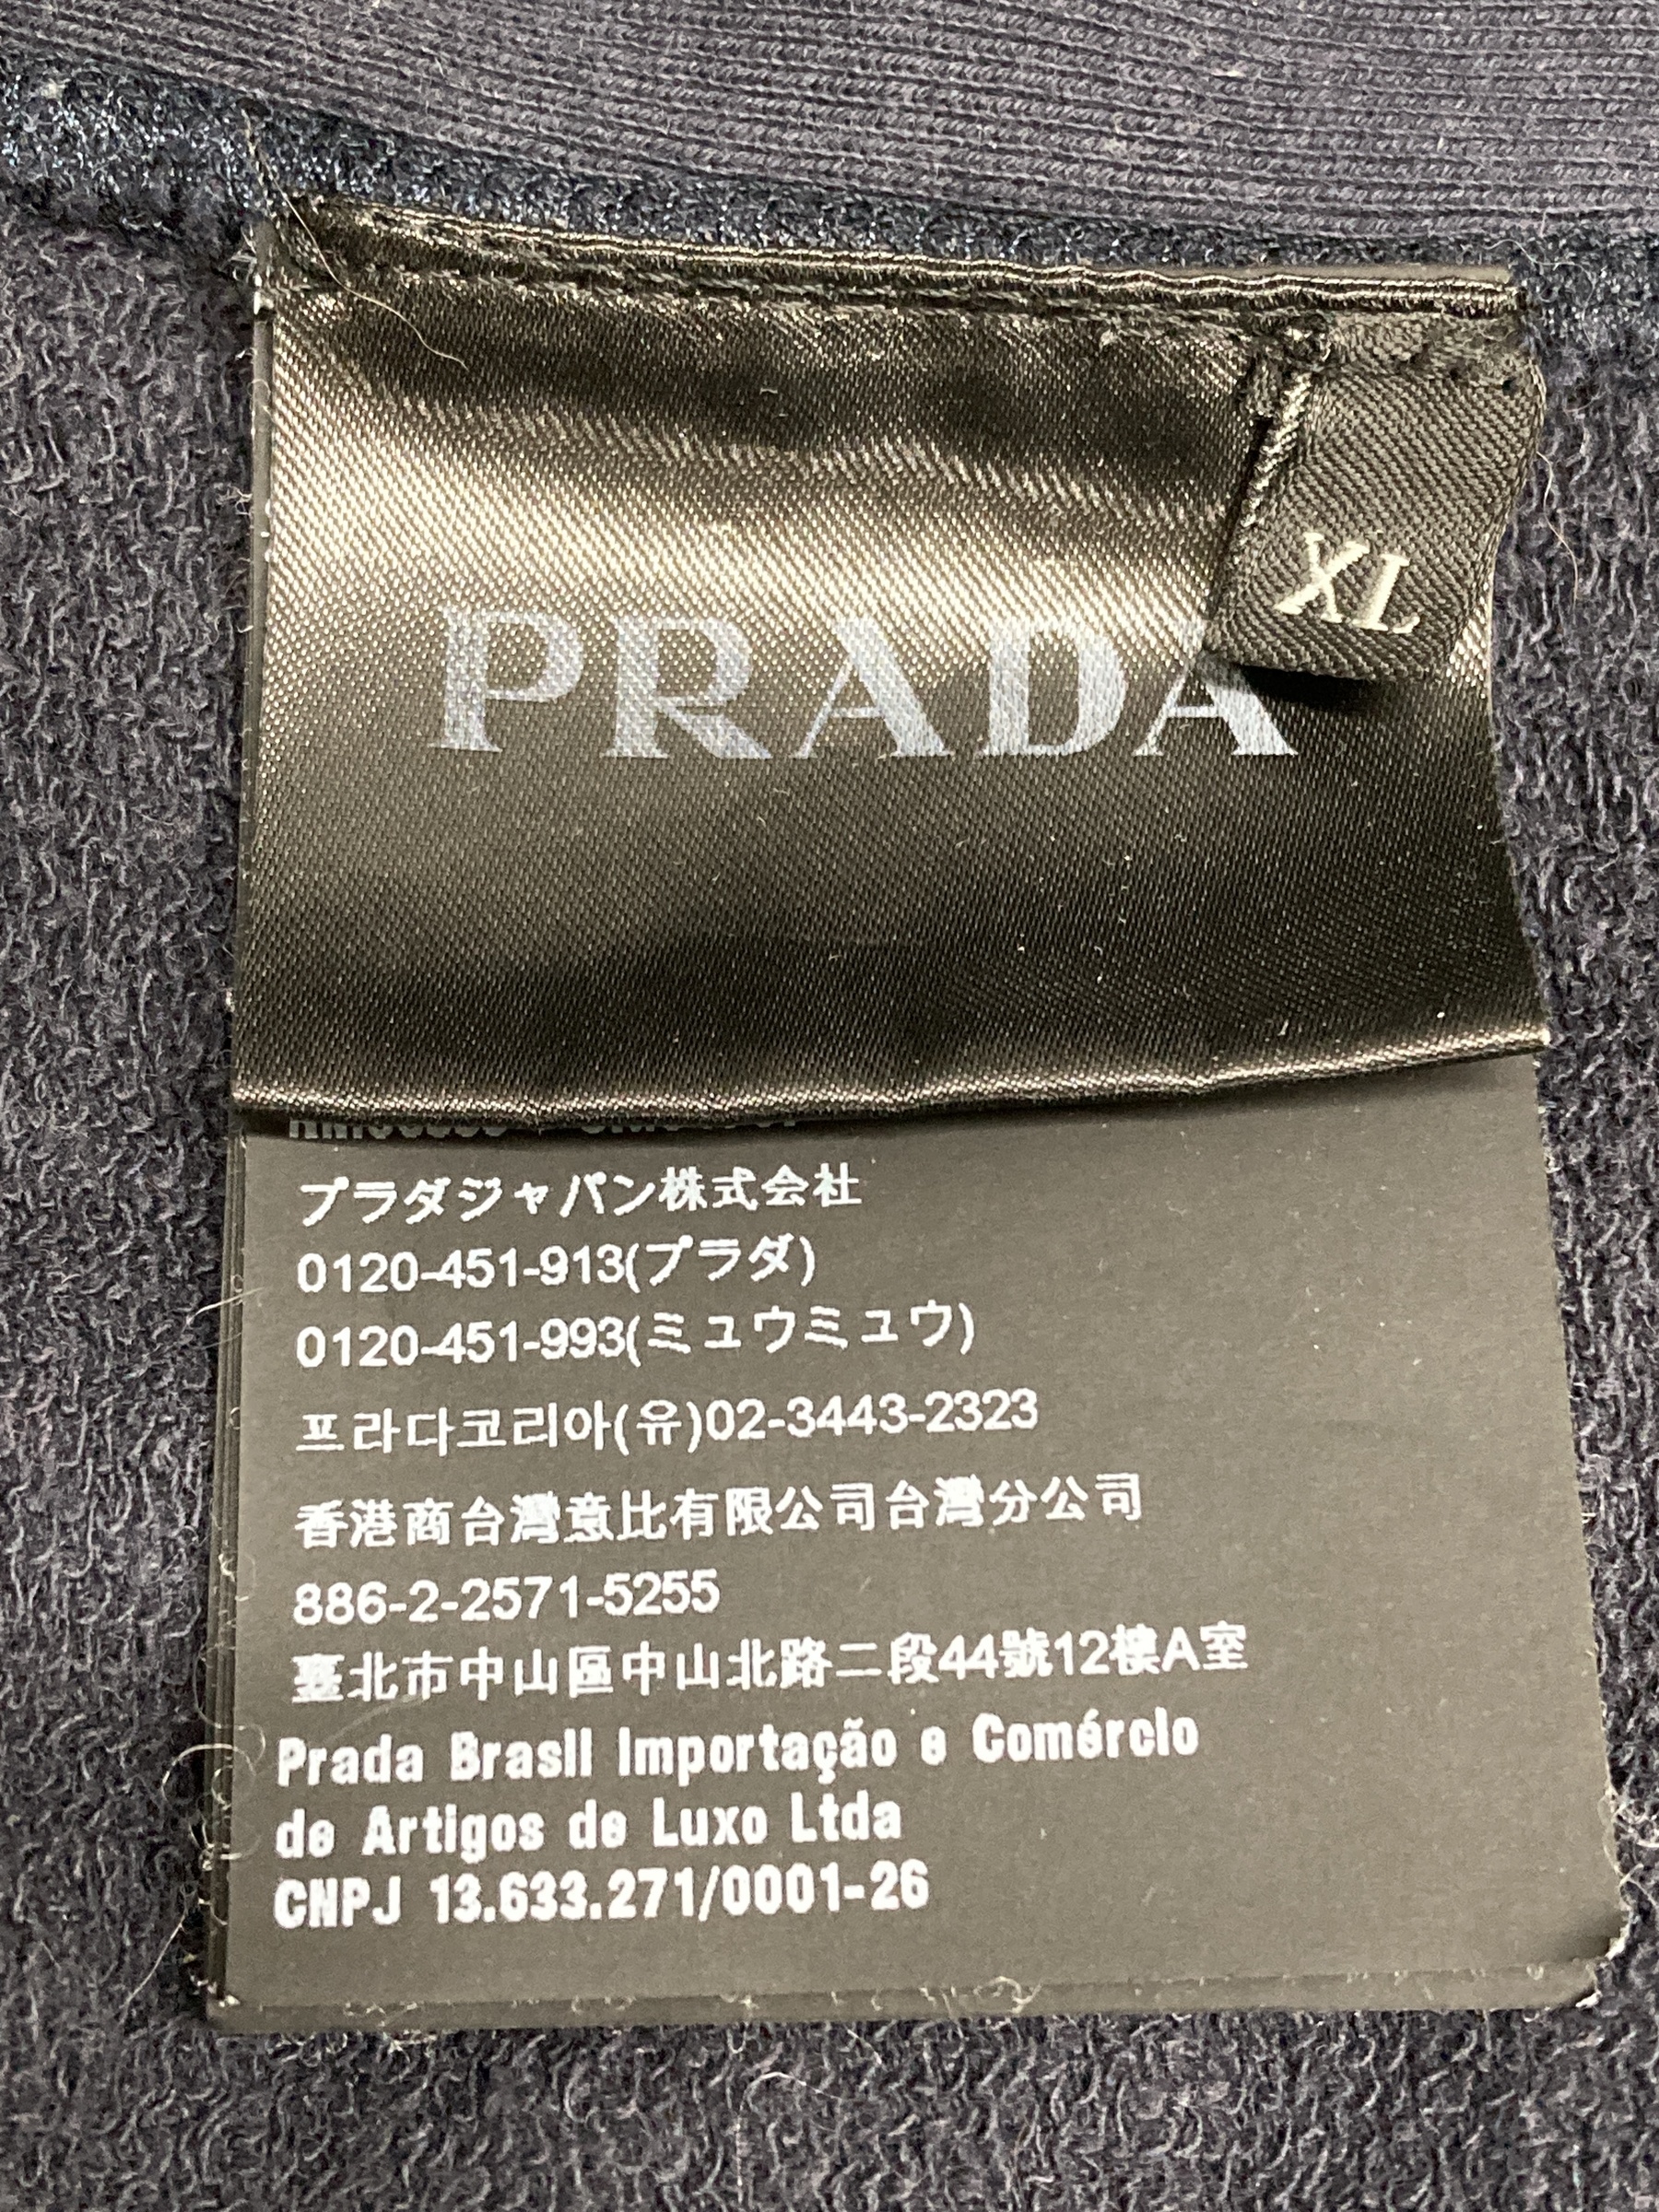 PRADA
XL
プラダジャパン株式会社
0120-451-913(プラダ)
0120-451-993(ミュウミュウ)
프라다코리아(유)02-3443-2323
香港商台灣意比有限公司台灣分公司
886-2-2571-5255
臺北市中山區中山北路二段44號12樓A室
Prada Brasil Importação e Comércio
de Artigos de Luxo Ltda
CNPJ 13.633.271/0001-26